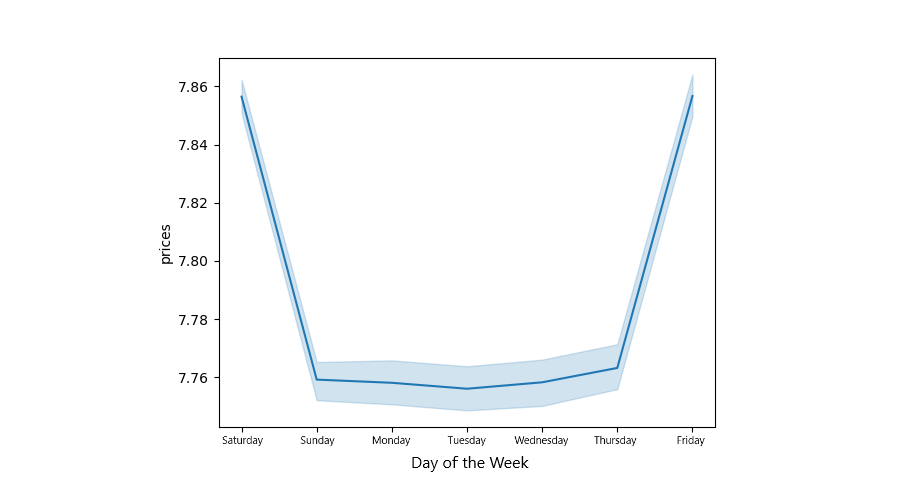 7.86
7.84
7.82
7.80
7.78
7.76
prices
Saturday Sunday Monday Tuesday Wednesday Thursday Friday
Day of the Week